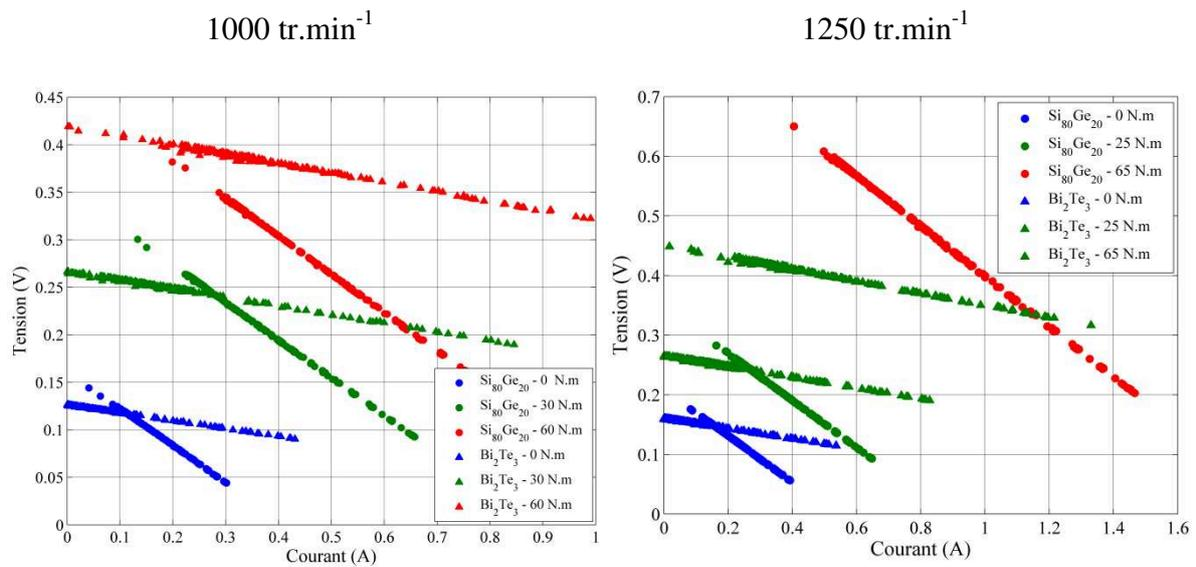 1000 tr.min⁻¹
1250 tr.min⁻¹
0.45
0.4
0.35
0.3
0.25
0.2
0.15
0.1
0.05
0
Tension (V)
0 0.1 0.2 0.3 0.4 0.5 0.6 0.7 0.8 0.9 1
Courant (A)
Si₈₀Ge₂₀ - 0 N.m
Si₈₀Ge₂₀ - 30 N.m
Si₈₀Ge₂₀ - 60 N.m
Bi₂Te₃ - 0 N.m
Bi₂Te₃ - 30 N.m
Bi₂Te₃ - 60 N.m
0.7
0.6
0.5
0.4
0.3
0.2
0.1
0
Tension (V)
0 0.2 0.4 0.6 0.8 1 1.2 1.4 1.6
Courant (A)
Si₈₀Ge₂₀ - 0 N.m
Si₈₀Ge₂₀ - 25 N.m
Si₈₀Ge₂₀ - 65 N.m
Bi₂Te₃ - 0 N.m
Bi₂Te₃ - 25 N.m
Bi₂Te₃ - 65 N.m